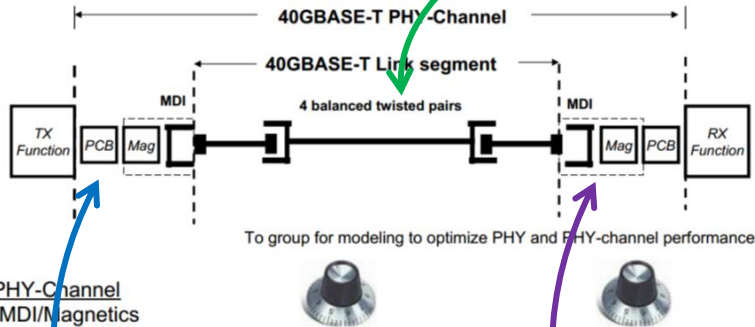 40GBASE-T PHY-Channel
40GBASE-T Link segment
MDI
4 balanced twisted pairs
MDI
TX Function
PCB
Mag
Mag
PCB
RX Function
To group for modeling to optimize PHY and PHY-channel performance
PHY-Channel
MDI/Magnetics